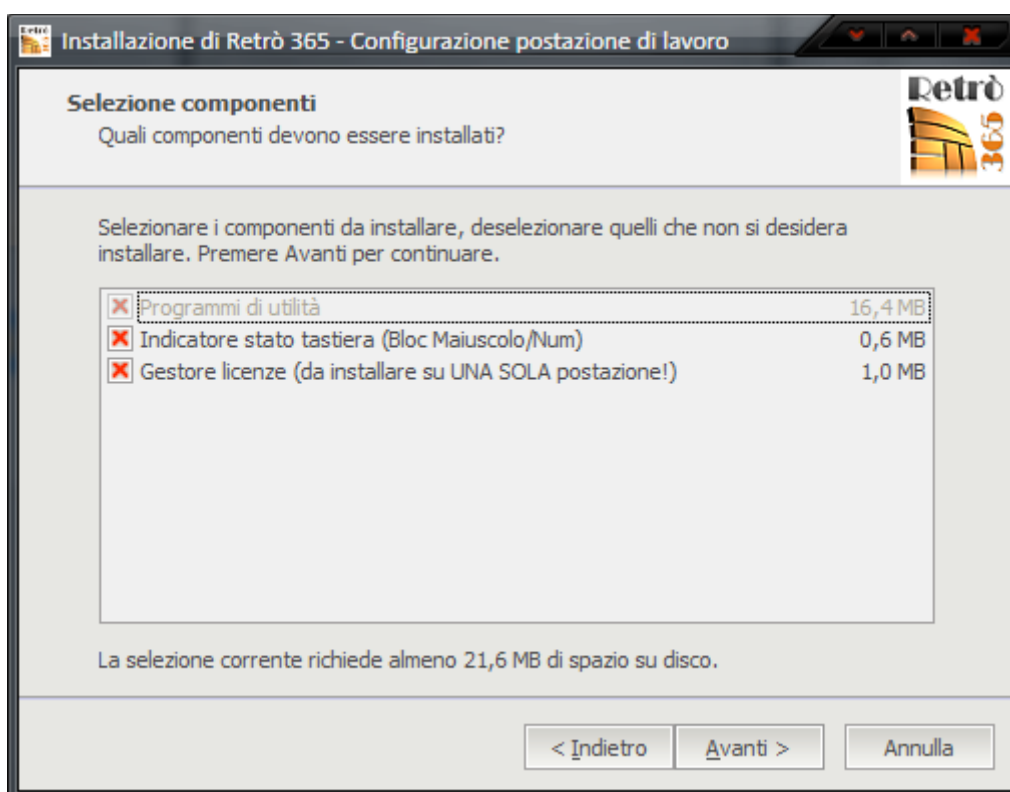 Retrò
Installazione di Retrò 365 - Configurazione postazione di lavoro
Selezione componenti
Quali componenti devono essere installati?
Retrò
365
Selezionare i componenti da installare, deselezionare quelli che non si desidera
installare. Premere Avanti per continuare.
Programmi di utilità 16,4 MB
Indicatore stato tastiera (Bloc Maiuscolo/Num) 0,6 MB
Gestore licenze (da installare su UNA SOLA postazione!) 1,0 MB
La selezione corrente richiede almeno 21,6 MB di spazio su disco.
< Indietro Avanti > Annulla